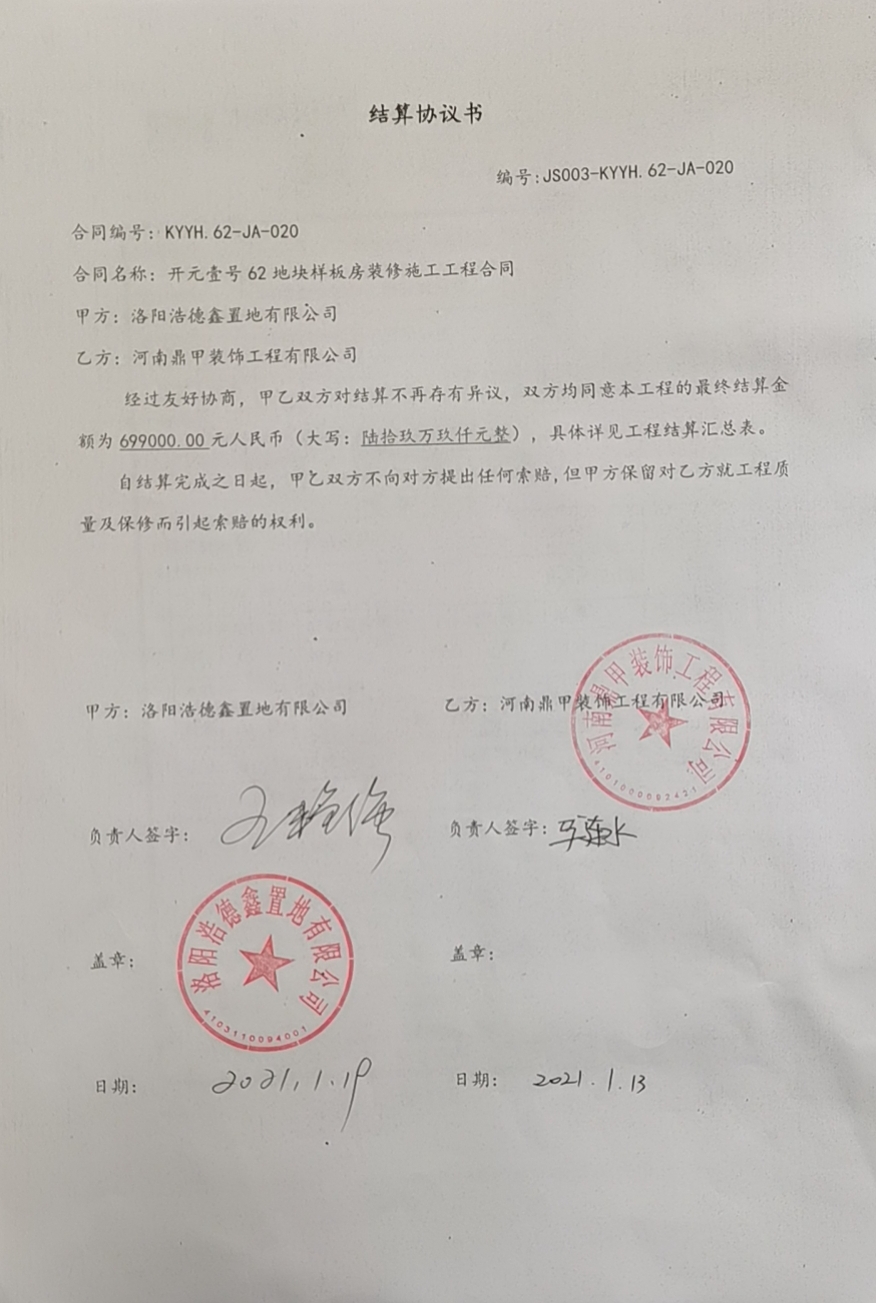 结算协议书
编号:JS003-KYYH.62-JA-020
合同编号：KYYH.62-JA-020
合同名称：开元壹号62地块样板房装修施工工程合同
甲方：洛阳浩德鑫置地有限公司
乙方：河南鼎甲装饰工程有限公司
经过友好协商，甲乙双方对结算不再存有异议，双方均同意本工程的最终结算金
额为699000.00元人民币（大写：陆拾玖万玖仟元整），具体详见工程结算汇总表。
自结算完成之日起，甲乙双方不向对方提出任何索赔,但甲方保留对乙方就工程质
量及保修而引起索赔的权利。
甲方：洛阳浩德鑫置地有限公司
乙方：河南鼎甲装饰工程有限公司
河南鼎甲装饰工程有限公司
4101000092421
负责人签字：
负责人签字：
洛阳浩德鑫置地有限公司
4103110094001
盖章：
盖章：
日期： 2021.1.19
日期： 2021.1.13